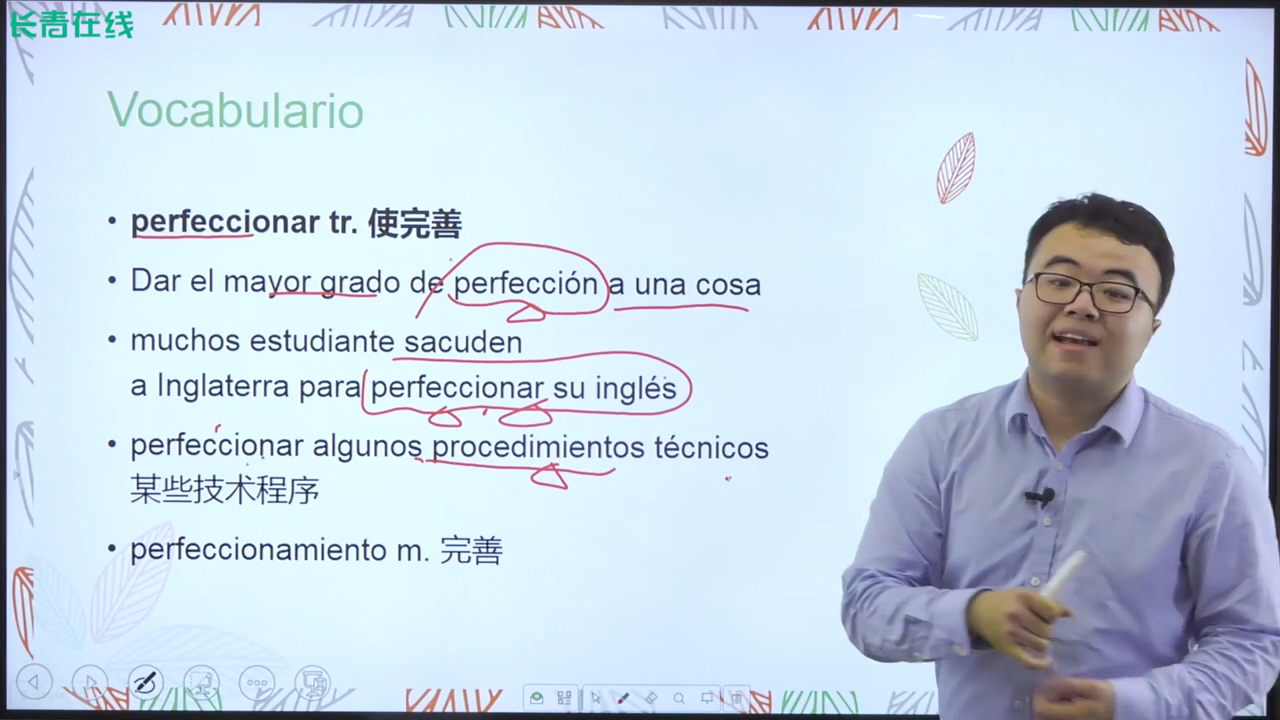 长青在线
Vocabulario
• perfeccionar tr. 使完善
• Dar el mayor grado de perfección a una cosa
• muchos estudiante sacuden
a Inglaterra para perfeccionar su inglés
• perfeccionar algunos procedimientos técnicos
某些技术程序
• perfeccionamiento m. 完善